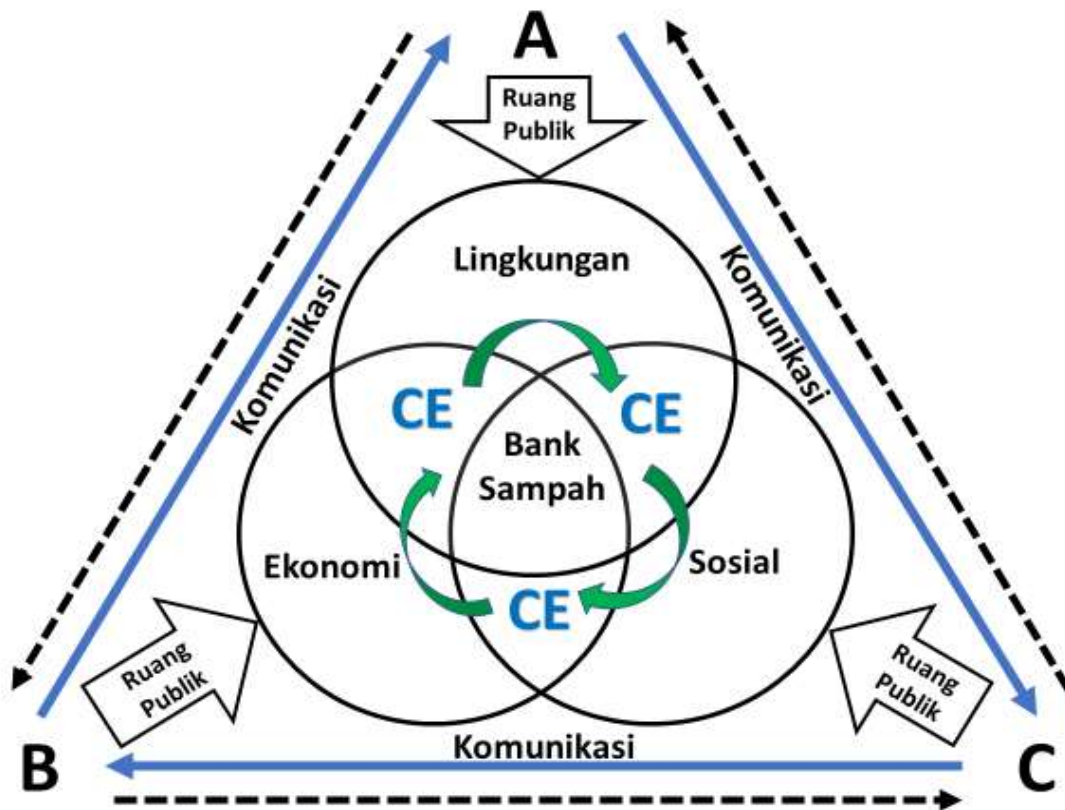 A
Ruang
Publik
Lingkungan
Komunikasi
Komunikasi
CE
CE
Bank
Sampah
Ekonomi
Sosial
CE
Ruang
Publik
Ruang
Publik
Komunikasi
B
C